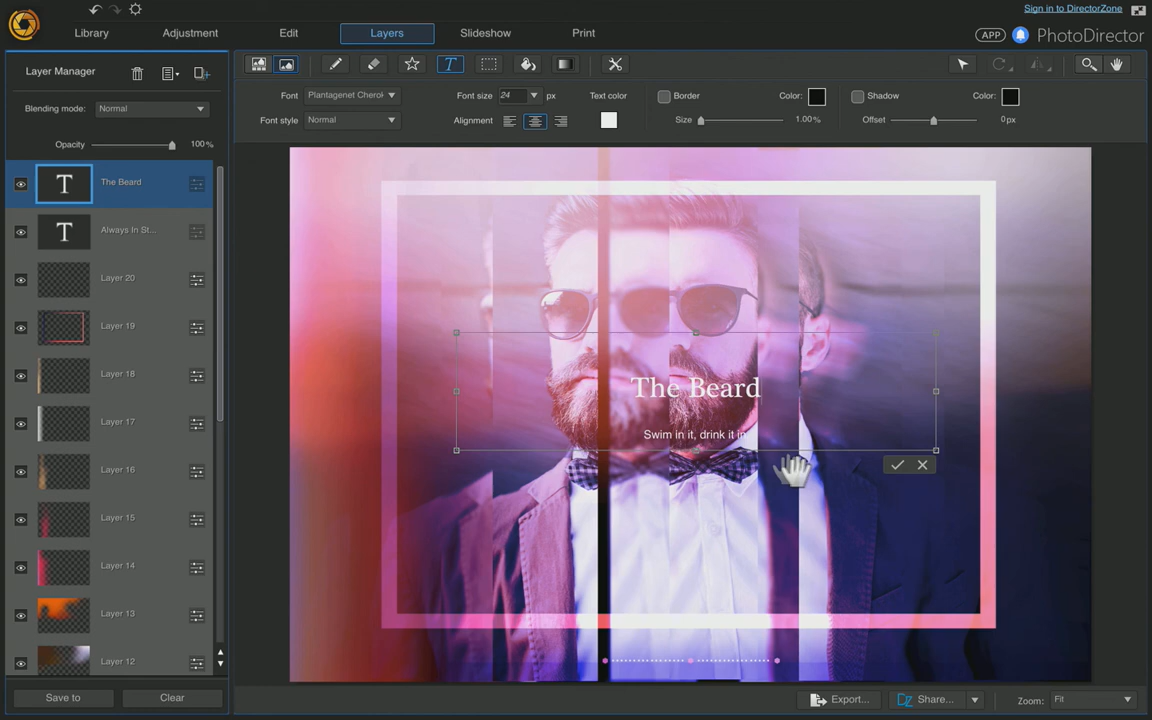 Sign in to DirectorZone
Library Adjustment Edit Layers Slideshow Print
APP PhotoDirector
Layer Manager
Blending mode: Normal
Opacity 100%
Font Plantagenet Cherok
Font size 24 px
Text color
Border
Color:
Shadow
Color:
Font style Normal
Alignment
Size 1.00%
Offset 0px
T The Beard
T Always In St...
Layer 20
Layer 19
Layer 18
Layer 17
Layer 16
Layer 15
Layer 14
Layer 13
Layer 12
The Beard
Swim in it, drink it in
Save to
Clear
Export...
Share...
Zoom: Fit